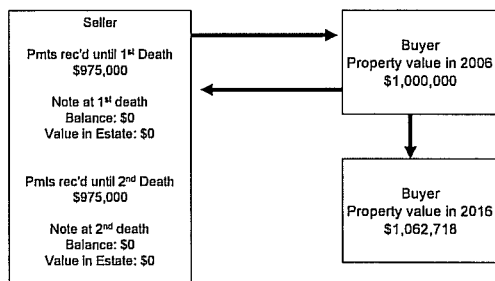 Seller
Pmts rec'd until 1st Death
$975,000
Note at 1st death
Balance: $0
Value in Estate: $0
Pmts rec'd until 2nd Death
$975,000
Note at 2nd death
Balance: $0
Value in Estate: $0
Buyer
Property value in 2006
$1,000,000
Buyer
Property value in 2016
$1,062,718